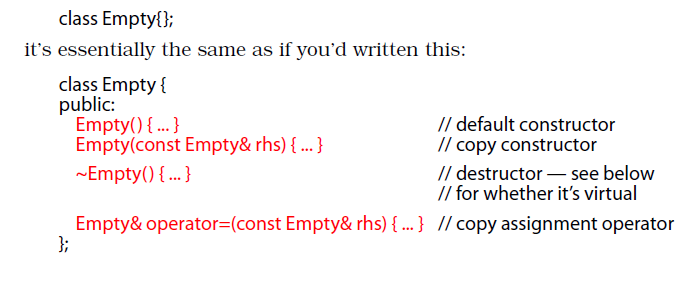 class Empty{};
it’s essentially the same as if you’d written this:
class Empty {
public:
Empty() { ... } // default constructor
Empty(const Empty& rhs) { ... } // copy constructor
~Empty() { ... } // destructor — see below
// for whether it’s virtual
Empty& operator=(const Empty& rhs) { ... } // copy assignment operator
};